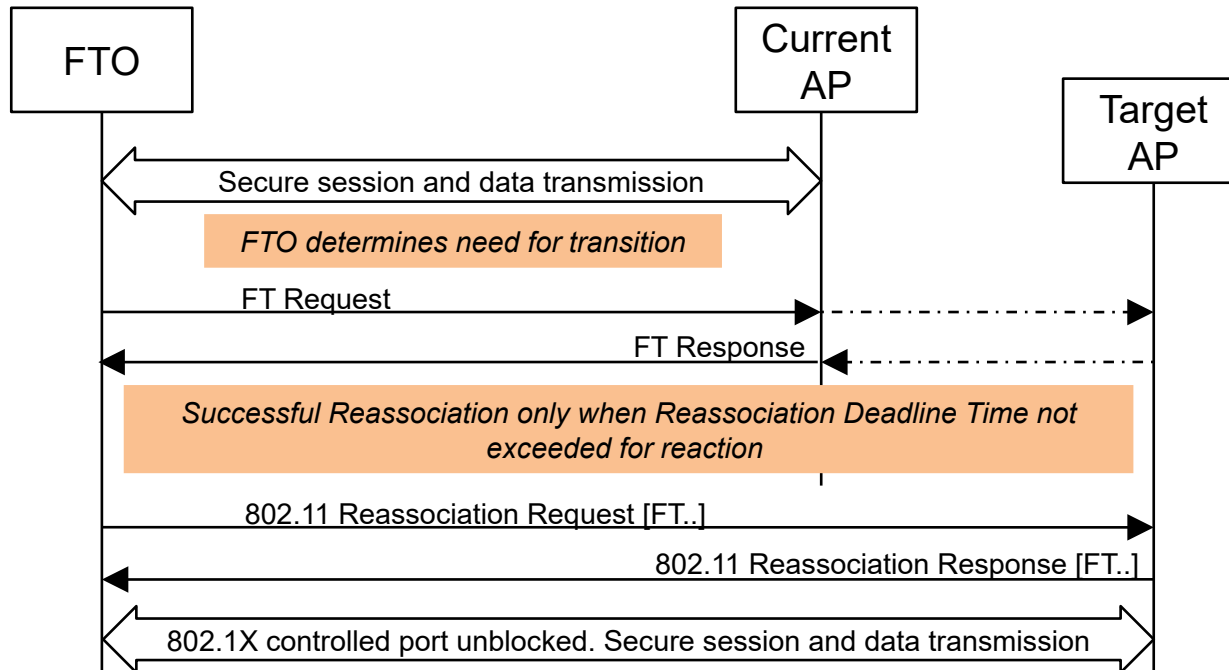 FTO
Current
AP
Target
AP
Secure session and data transmission
FTO determines need for transition
FT Request
FT Response
Successful Reassociation only when Reassociation Deadline Time not
exceeded for reaction
802.11 Reassociation Request [FT..]
802.11 Reassociation Response [FT..]
802.1X controlled port unblocked. Secure session and data transmission